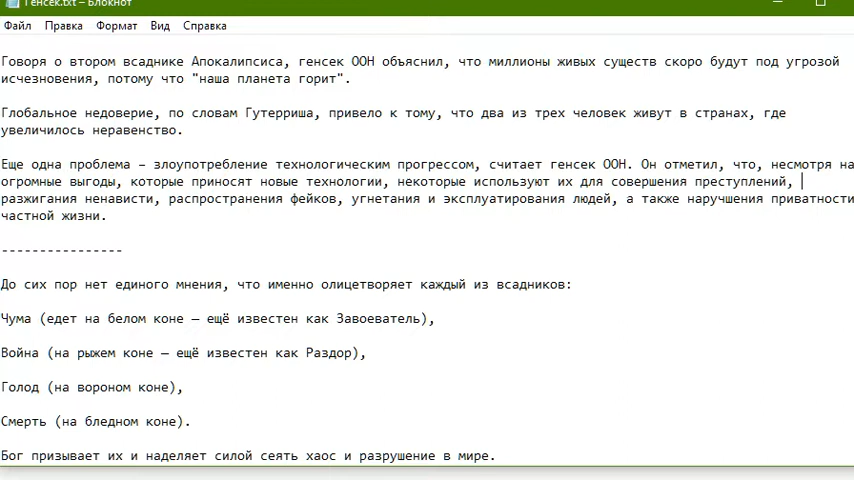 Генсек.txt – Блокнот
Файл Правка Формат Вид Справка
Говоря о втором всаднике Апокалипсиса, генсек ООН объяснил, что миллионы живых существ скоро будут под угрозой
исчезновения, потому что "наша планета горит".
Глобальное недоверие, по словам Гутерриша, привело к тому, что два из трех человек живут в странах, где
увеличилось неравенство.
Еще одна проблема – злоупотребление технологическим прогрессом, считает генсек ООН. Он отметил, что, несмотря на
огромные выгоды, которые приносят новые технологии, некоторые используют их для совершения преступлений,
разжигания ненависти, распространения фейков, угнетания и эксплуатирования людей, а также наручшения приватности
частной жизни.
----------------
До сих пор нет единого мнения, что именно олицетворяет каждый из всадников:
Чума (едет на белом коне — ещё известен как Завоеватель),
Война (на рыжем коне — ещё известен как Раздор),
Голод (на вороном коне),
Смерть (на бледном коне).
Бог призывает их и наделяет силой сеять хаос и разрушение в мире.